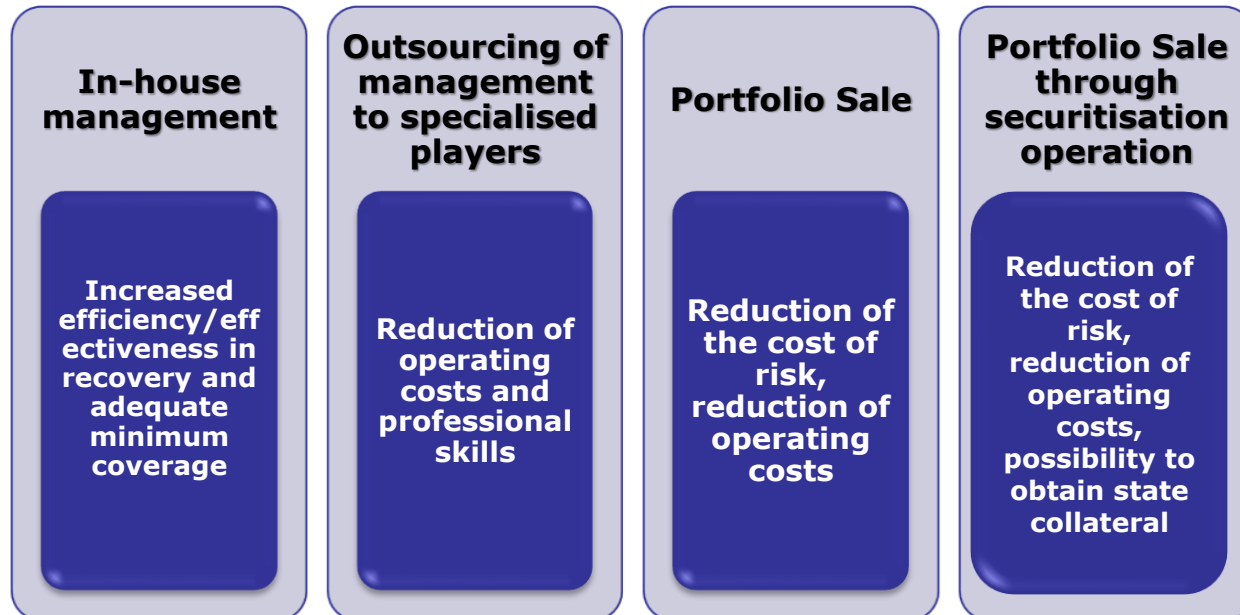 In-house
management
Increased
efficiency/eff
ectiveness in
recovery and
adequate
minimum
coverage
Outsourcing of
management
to specialised
players
Reduction of
operating
costs and
professional
skills
Portfolio Sale
Reduction of
the cost of
risk,
reduction of
operating
costs
Portfolio Sale
through
securitisation
operation
Reduction of
the cost of
risk,
reduction of
operating
costs,
possibility to
obtain state
collateral